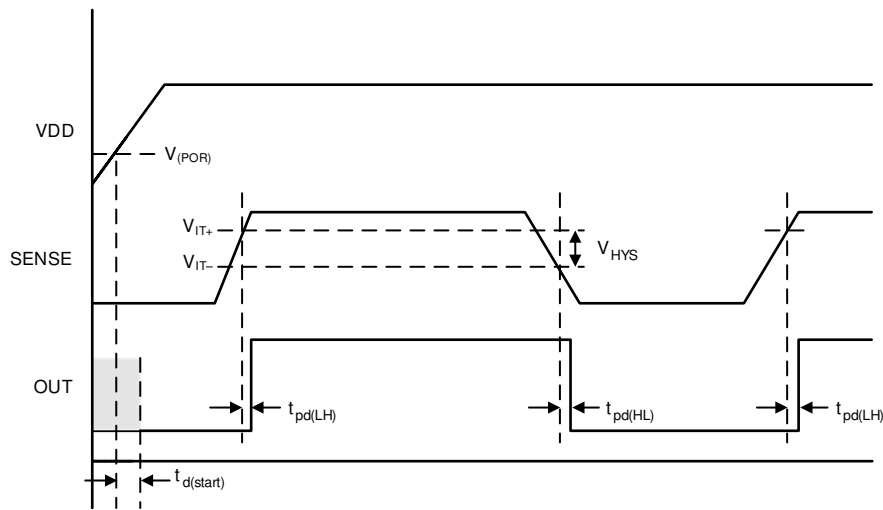 VDD
V(POR)
VIT+
SENSE
VIT–
VHYS
OUT
tpd(LH)
tpd(HL)
tpd(LH)
td(start)